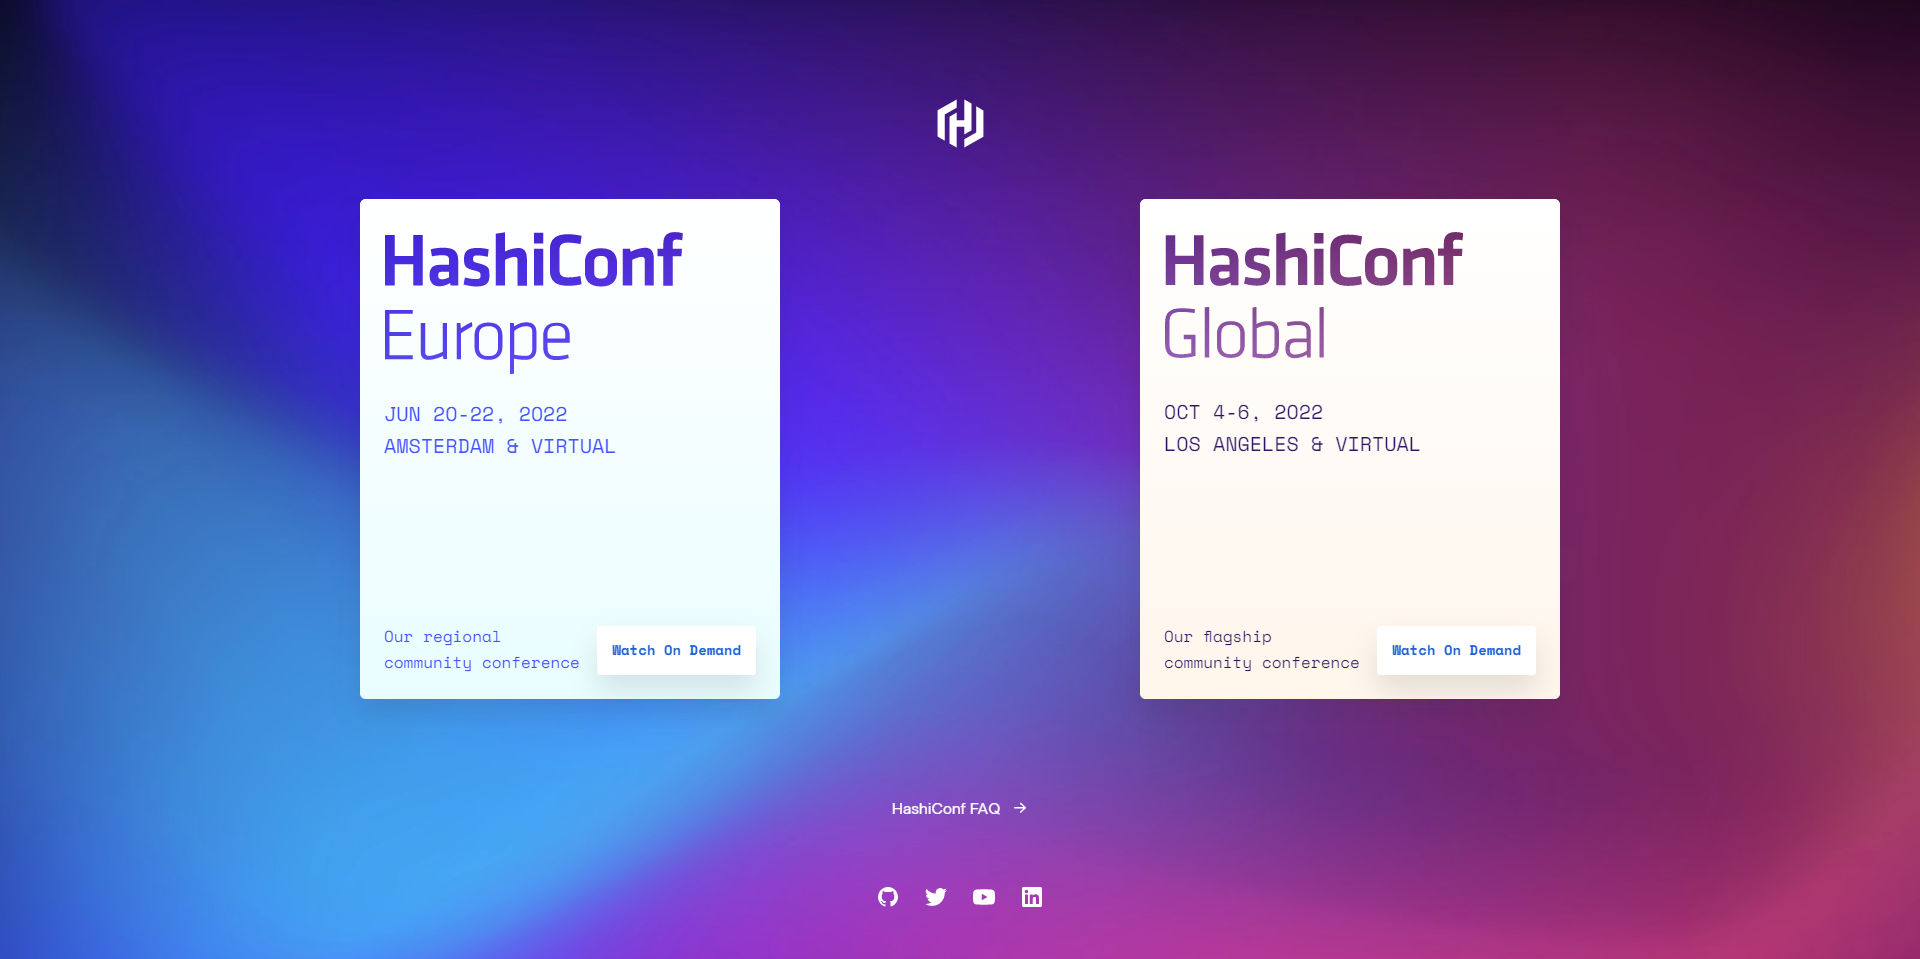 HashiConf
Europe
JUN 20-22, 2022
AMSTERDAM & VIRTUAL
Our regional
community conference
Watch On Demand
HashiConf
Global
OCT 4-6, 2022
LOS ANGELES & VIRTUAL
Our flagship
community conference
Watch On Demand
HashiConf FAQ →